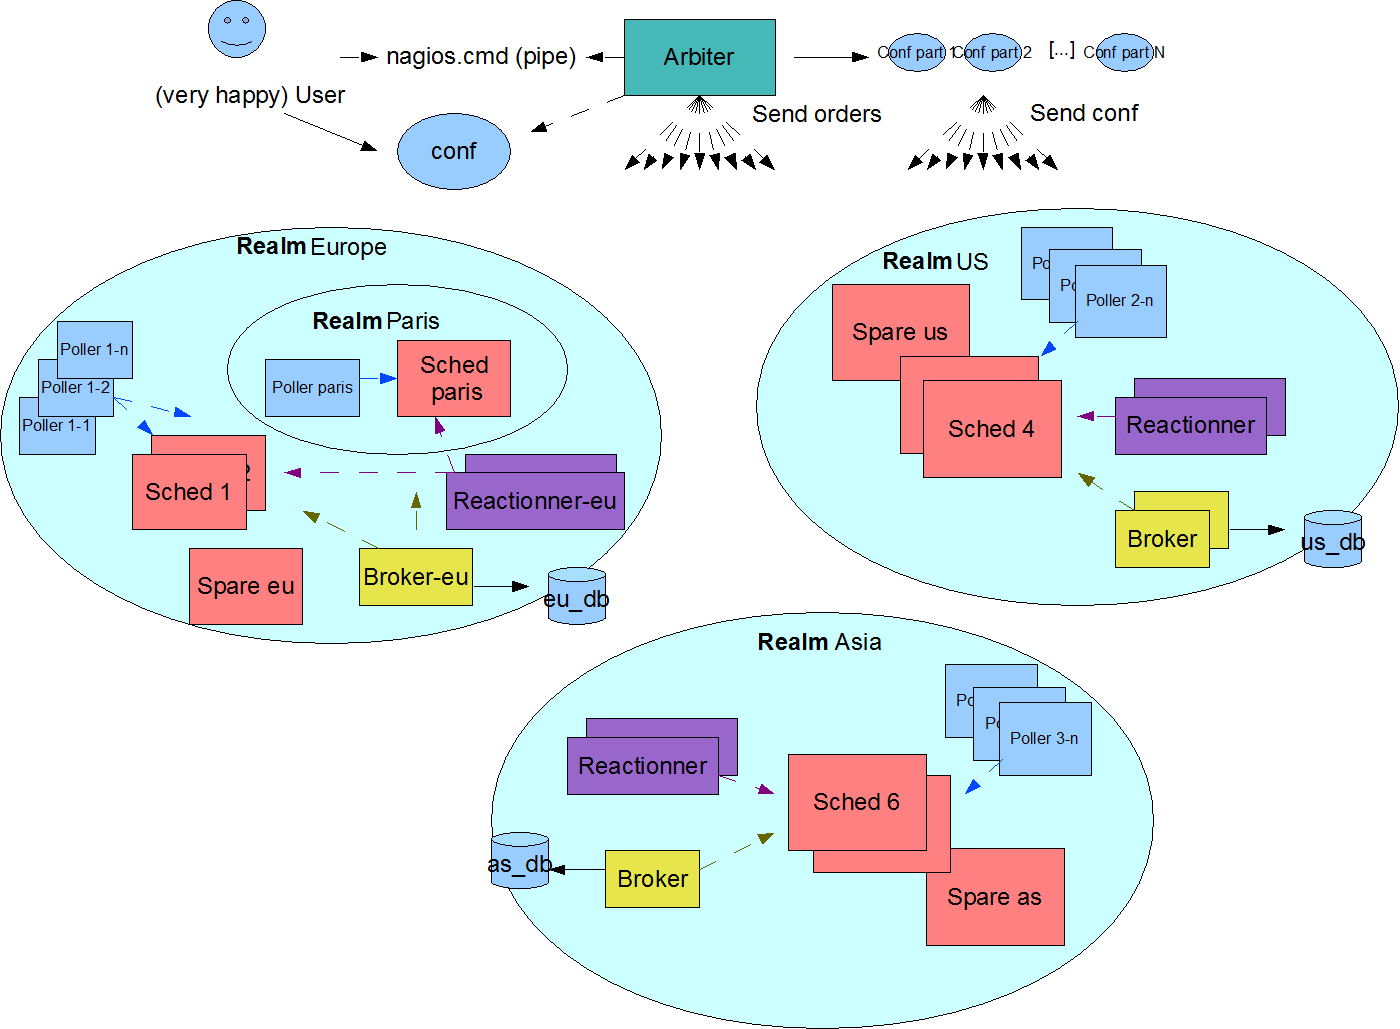 nagios.cmd (pipe)
Arbiter
Conf part 1
Conf part 2
[...]
Conf part N
(very happy) User
Send orders
Send conf
conf
Realm Europe
Realm Paris
Poller 1-n
Poller 1-2
Poller 1-1
Poller paris
Sched
paris
2
Sched 1
Reactionner-eu
Spare eu
Broker-eu
eu_db
Realm US
Po
Po
Poller 2-n
Spare us
Sched 4
Reactionner
Broker
us_db
Realm Asia
Po
Po
Poller 3-n
Reactionner
Sched 6
as_db
Broker
Spare as